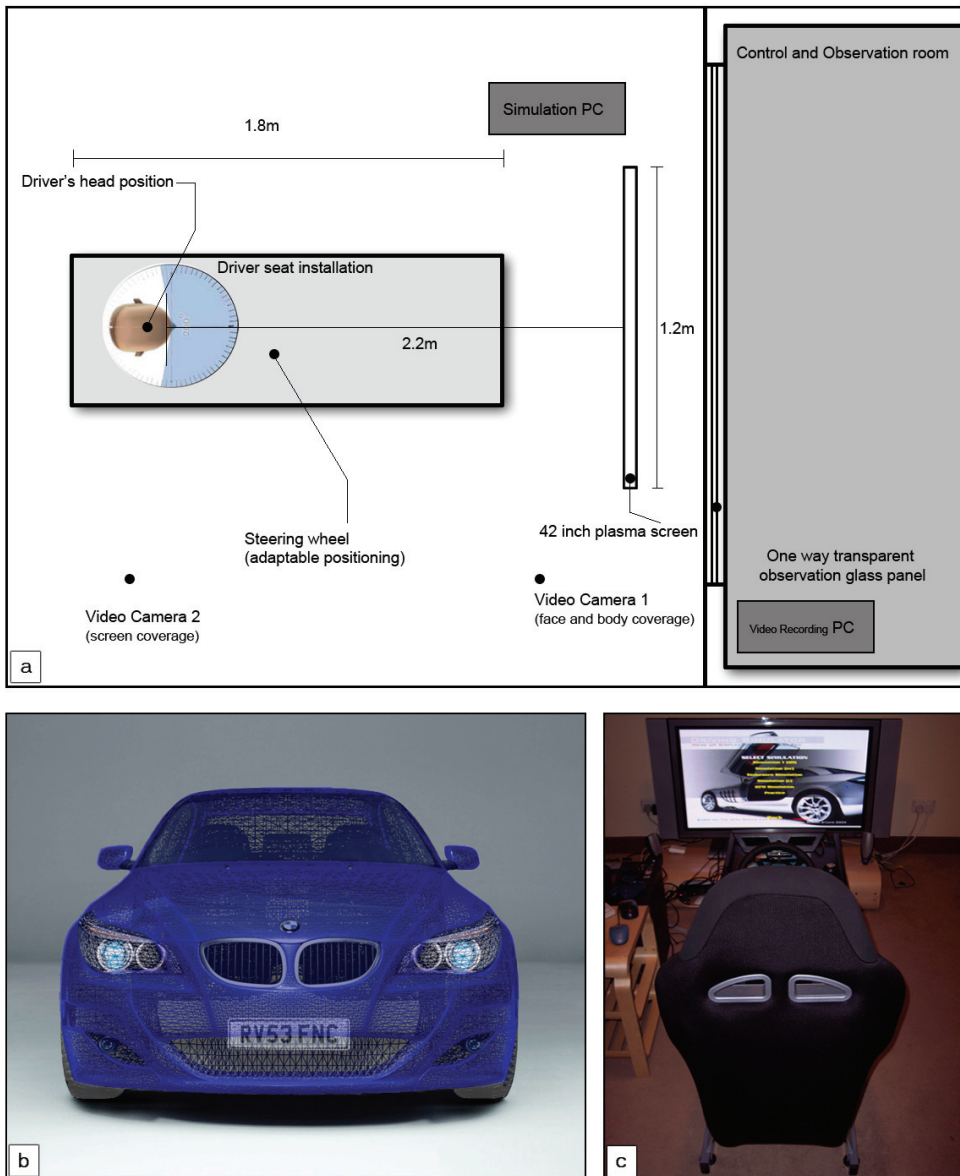 Control and Observation room
Simulation PC
1.8m
Driver's head position
Driver seat installation
2.2m
1.2m
Steering wheel
(adaptable positioning)
42 inch plasma screen
One way transparent
observation glass panel
Video Camera 2
(screen coverage)
Video Camera 1
(face and body coverage)
Video Recording PC
a
RV53 FNC
b
SELECT SIMULATION
Practice
Back
c